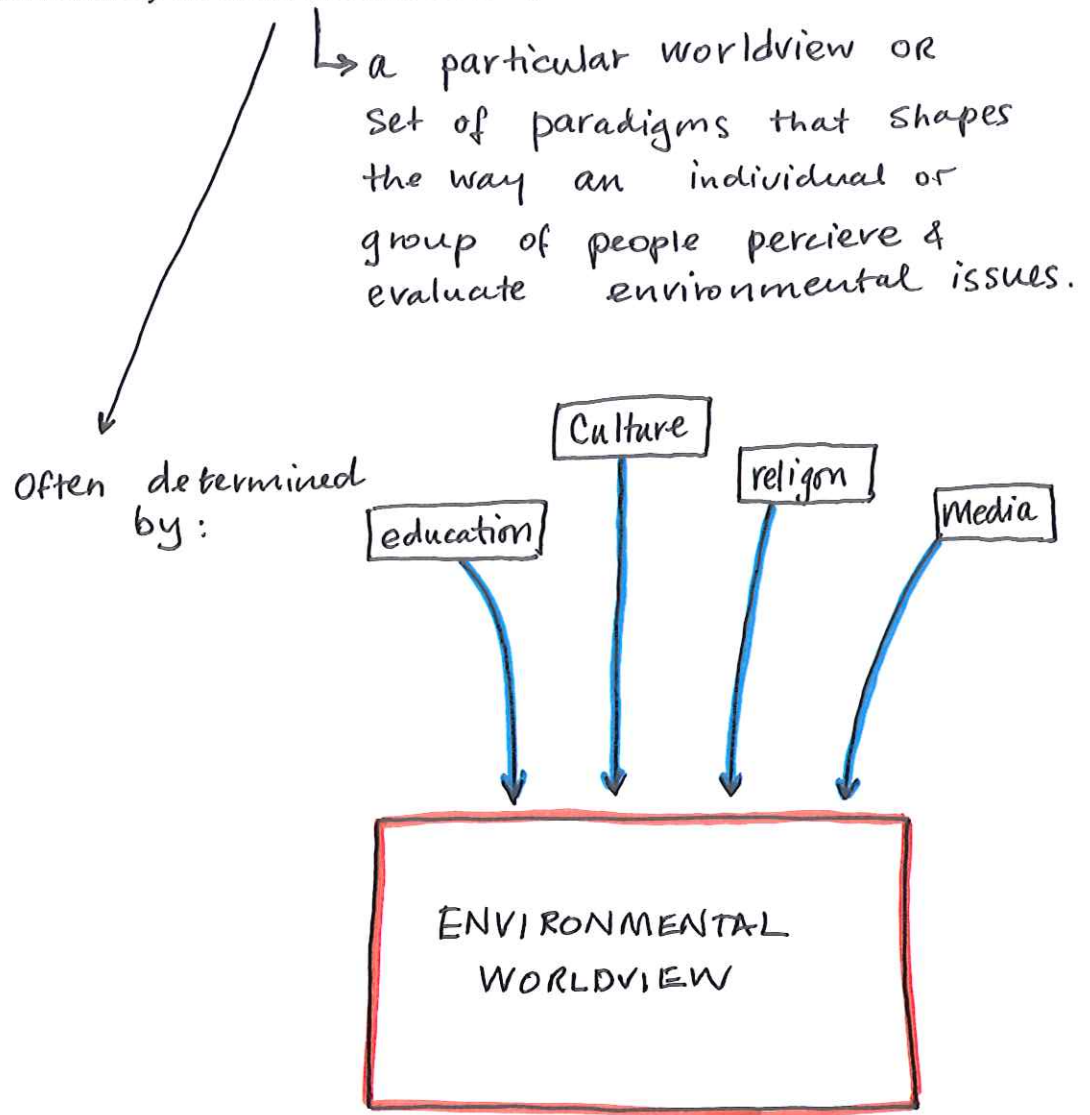 a particular worldview OR
set of paradigms that shapes
the way an individual or
group of people percieve &
evaluate environmental issues.
Often determined
by:
education
Culture
religon
Media
ENVIRONMENTAL
WORLDVIEW